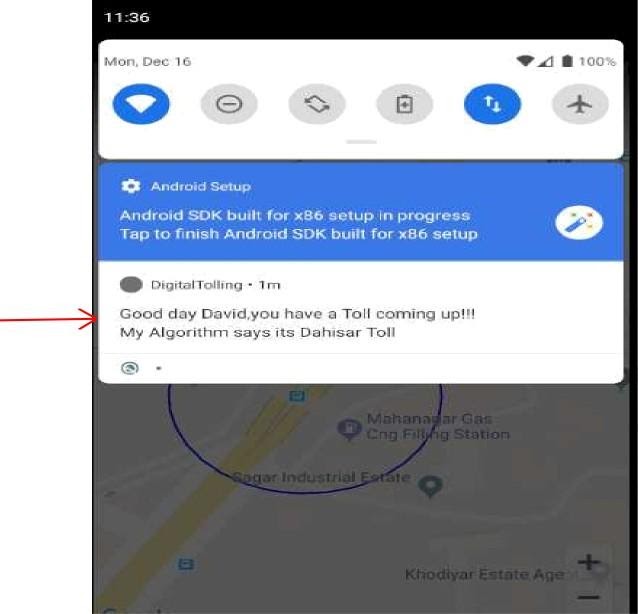 11:36
Mon, Dec 16
100%
Android Setup
Android SDK built for x86 setup in progress
Tap to finish Android SDK built for x86 setup
DigitalTolling • 1m
Good day David,you have a Toll coming up!!!
My Algorithm says its Dahisar Toll
Mahanagar Gas
Cng Filling Station
Sagar Industrial Estate
Khodiyar Estate